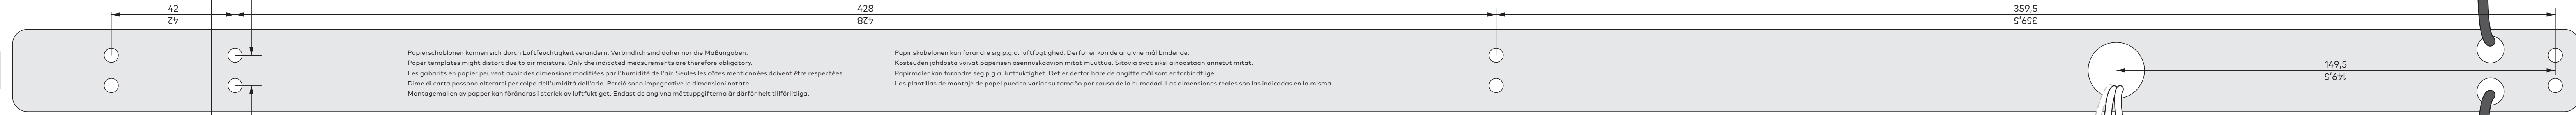 42
42
428
428
359,5
359,5
Papierschablonen können sich durch Luftfeuchtigkeit verändern. Verbindlich sind daher nur die Maßangaben.
Paper templates might distort due to air moisture. Only the indicated measurements are therefore obligatory.
Les gabarits en papier peuvent avoir des dimensions modifiées par l'humidité de l'air. Seules les côtes mentionnées doivent être respectées.
Dime di carta possono alterarsi per colpa dell'umidità dell'aria. Perciò sono impegnative le dimensioni notate.
Montagemallen av papper kan förändras i storlek av luftfuktiget. Endast de angivna måttuppgifterna är därför helt tillförlitliga.
Papir skabelonen kan forandre sig p.g.a. luftfugtighed. Derfor er kun de angivne mål bindende.
Kosteuden johdosta voivat paperisen asennuskaavion mitat muuttua. Sitovia ovat siksi ainoastaan annetut mitat.
Papirmaler kan forandre seg p.g.a. luftfuktighet. Det er derfor bare de angitte mål som er forbindtlige.
Las plantillas de montaje de papel pueden variar su tamaño por causa de la humedad. Las dimensiones reales son las indicadas en la misma.
149,5
149,5